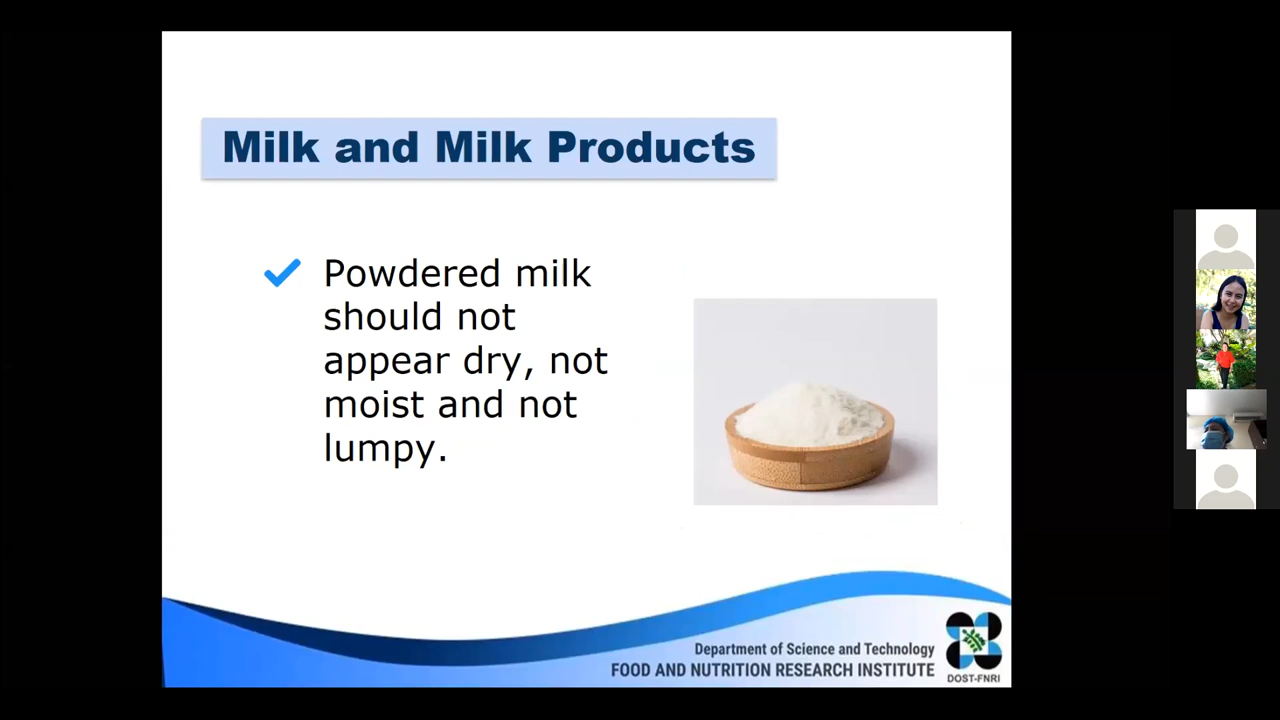 Milk and Milk Products
Powdered milk
should not
appear dry, not
moist and not
lumpy.
Department of Science and Technology
FOOD AND NUTRITION RESEARCH INSTITUTE
DOST-FNRI